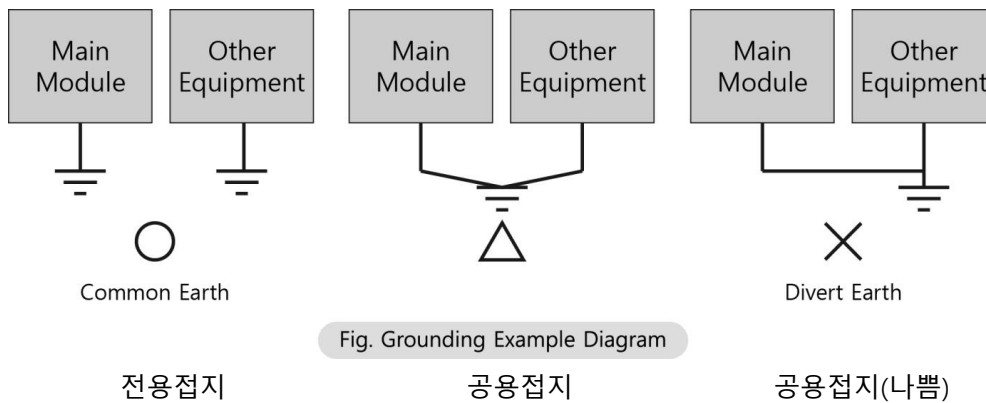 Main
Module
Other
Equipment
Main
Module
Other
Equipment
Main
Module
Other
Equipment
Common Earth
Divert Earth
Fig. Grounding Example Diagram
전용접지
공용접지
공용접지(나쁨)